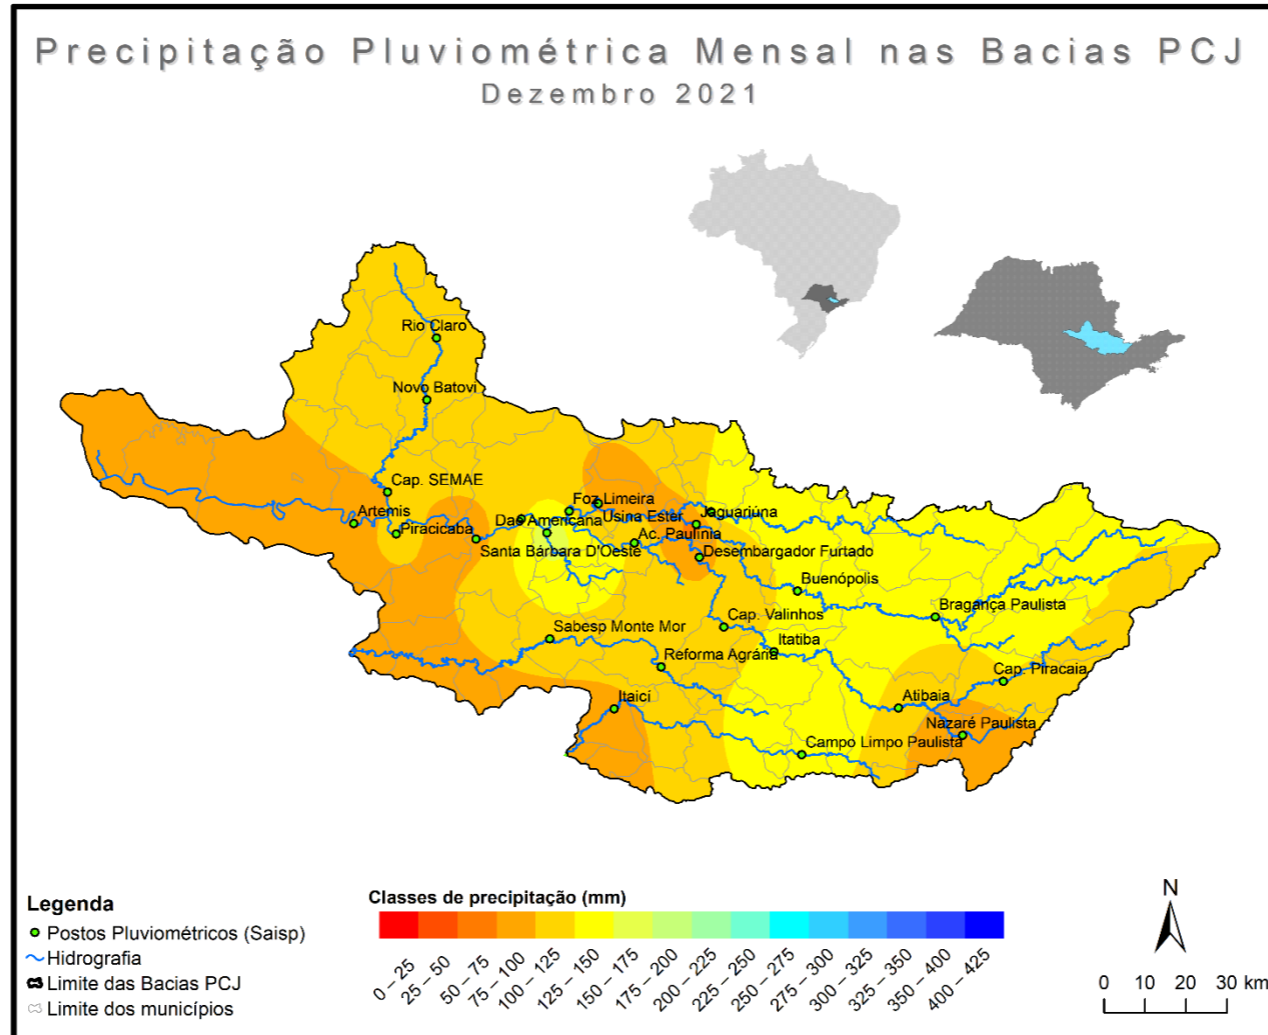 Precipitação Pluviométrica Mensal nas Bacias PCJ
Dezembro 2021
Rio Claro
Novo Batovi
Cap. SEMAE
Artemis
Piracicaba
Foz Limeira
Dae Americana
Usina Ester
Jaguariúna
Ac. Paulínia
Santa Bárbara D'Oeste
Desembargador Furtado
Buenópolis
Bragança Paulista
Cap. Valinhos
Sabesp Monte Mor
Itatiba
Reforma Agrária
Cap. Piracaia
Itaicí
Atibaia
Nazaré Paulista
Campo Limpo Paulista
Legenda
Postos Pluviométricos (Saisp)
Hidrografia
Limite das Bacias PCJ
Limite dos municípios
Classes de precipitação (mm)
0 – 25
25 – 50
50 – 75
75 – 100
100 – 125
125 – 150
150 – 175
175 – 200
200 – 225
225 – 250
250 – 275
275 – 300
300 – 325
325 – 350
350 – 400
400 – 425
N
0 10 20 30 km